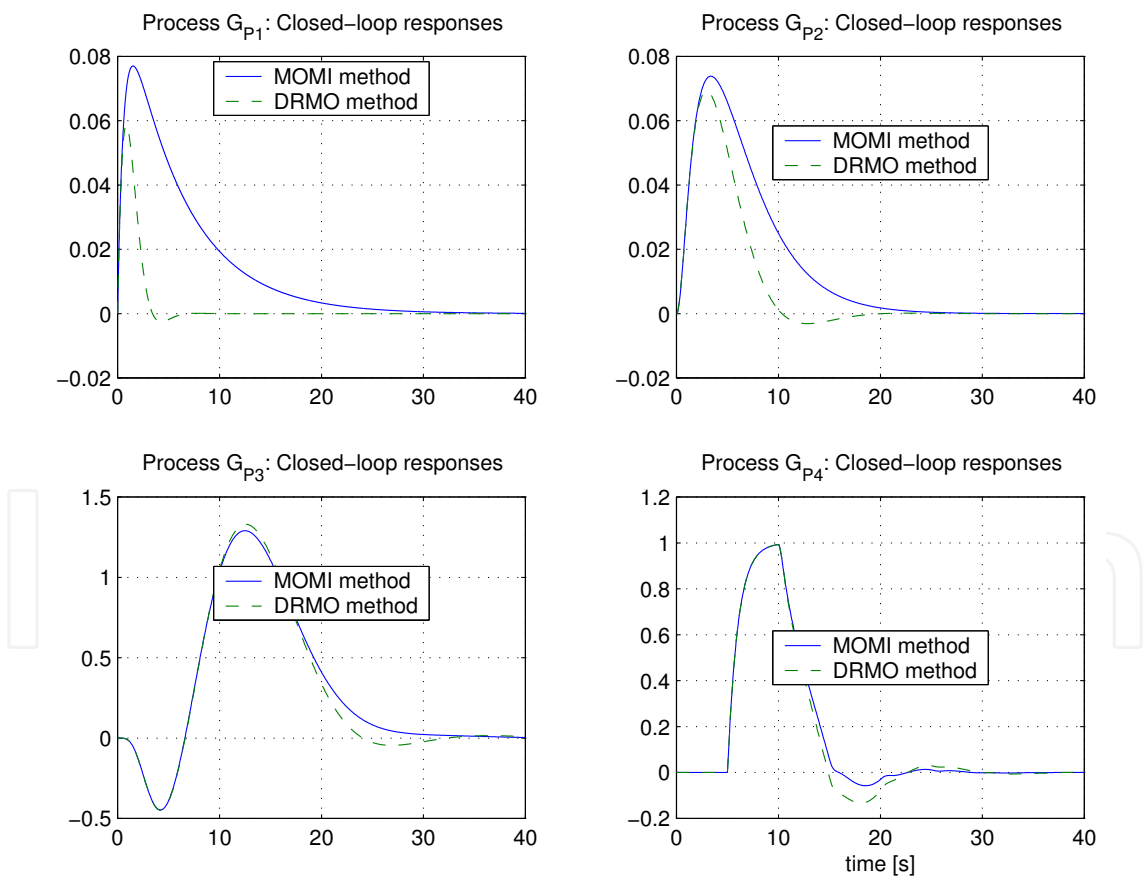 Process G_P1: Closed−loop responses
0.08
0.06
0.04
0.02
0
−0.02
0 10 20 30 40
MOMI method
DRMO method
Process G_P2: Closed−loop responses
0.08
0.06
0.04
0.02
0
−0.02
0 10 20 30 40
MOMI method
DRMO method
Process G_P3: Closed−loop responses
1.5
1
0.5
0
−0.5
0 10 20 30 40
MOMI method
DRMO method
Process G_P4: Closed−loop responses
1.2
1
0.8
0.6
0.4
0.2
0
−0.2
0 10 20 30 40
MOMI method
DRMO method
time [s]